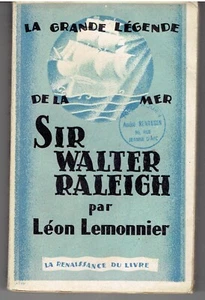 LA GRANDE LÉGENDE
DE LA MER
SIR
WALTER
RALEIGH
par
Léon Lemonnier
LA RENAISSANCE DU LIVRE